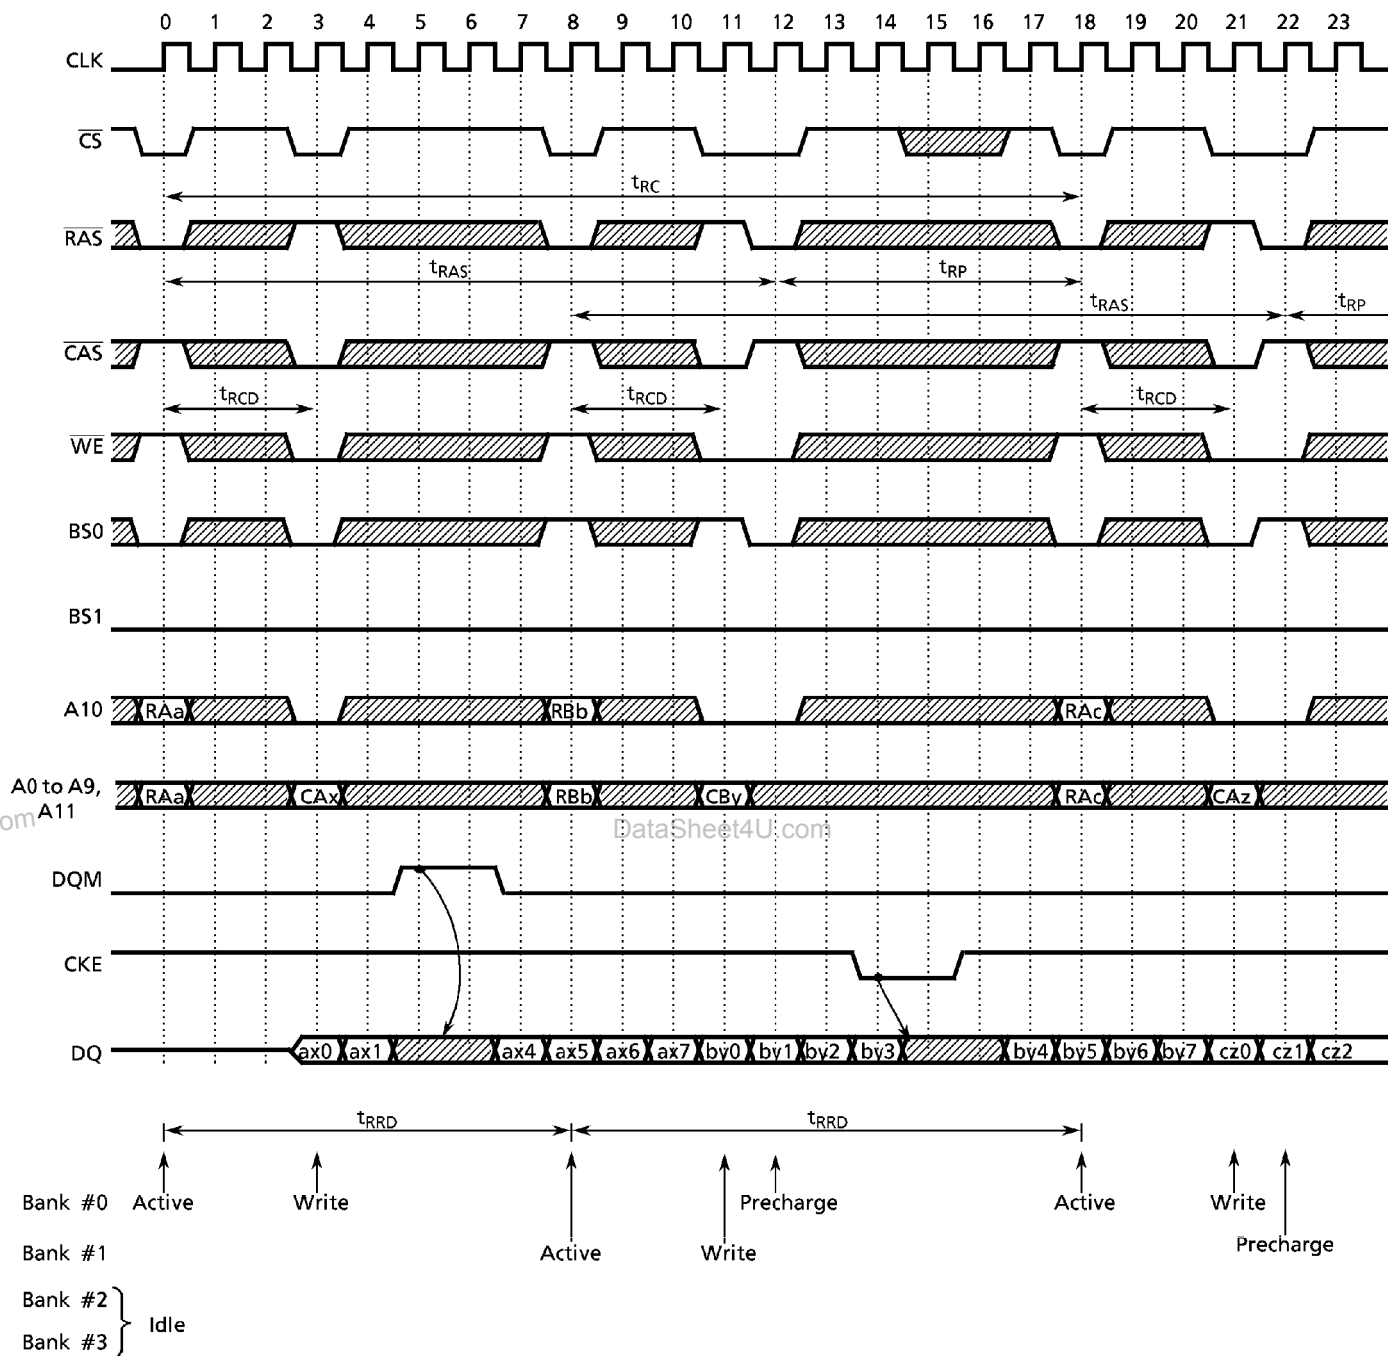 0 1 2 3 4 5 6 7 8 9 10 11 12 13 14 15 16 17 18 19 20 21 22 23
CLK
CS
tRC
RAS
tRAS tRP
tRAS tRP
CAS
tRCD tRCD tRCD
WE
BS0
BS1
A10 RAa RBb RAc
A0 to A9,
A11 RAa CAx RBb CBy RAc CAz
om
DataSheet4U.com
DQM
CKE
DQ ax0 ax1 ax4 ax5 ax6 ax7 by0 by1 by2 by3 by4 by5 by6 by7 cz0 cz1 cz2
tRRD tRRD
Bank #0 Active Write Precharge Active Write
Precharge
Bank #1 Active Write
Bank #2
Idle
Bank #3